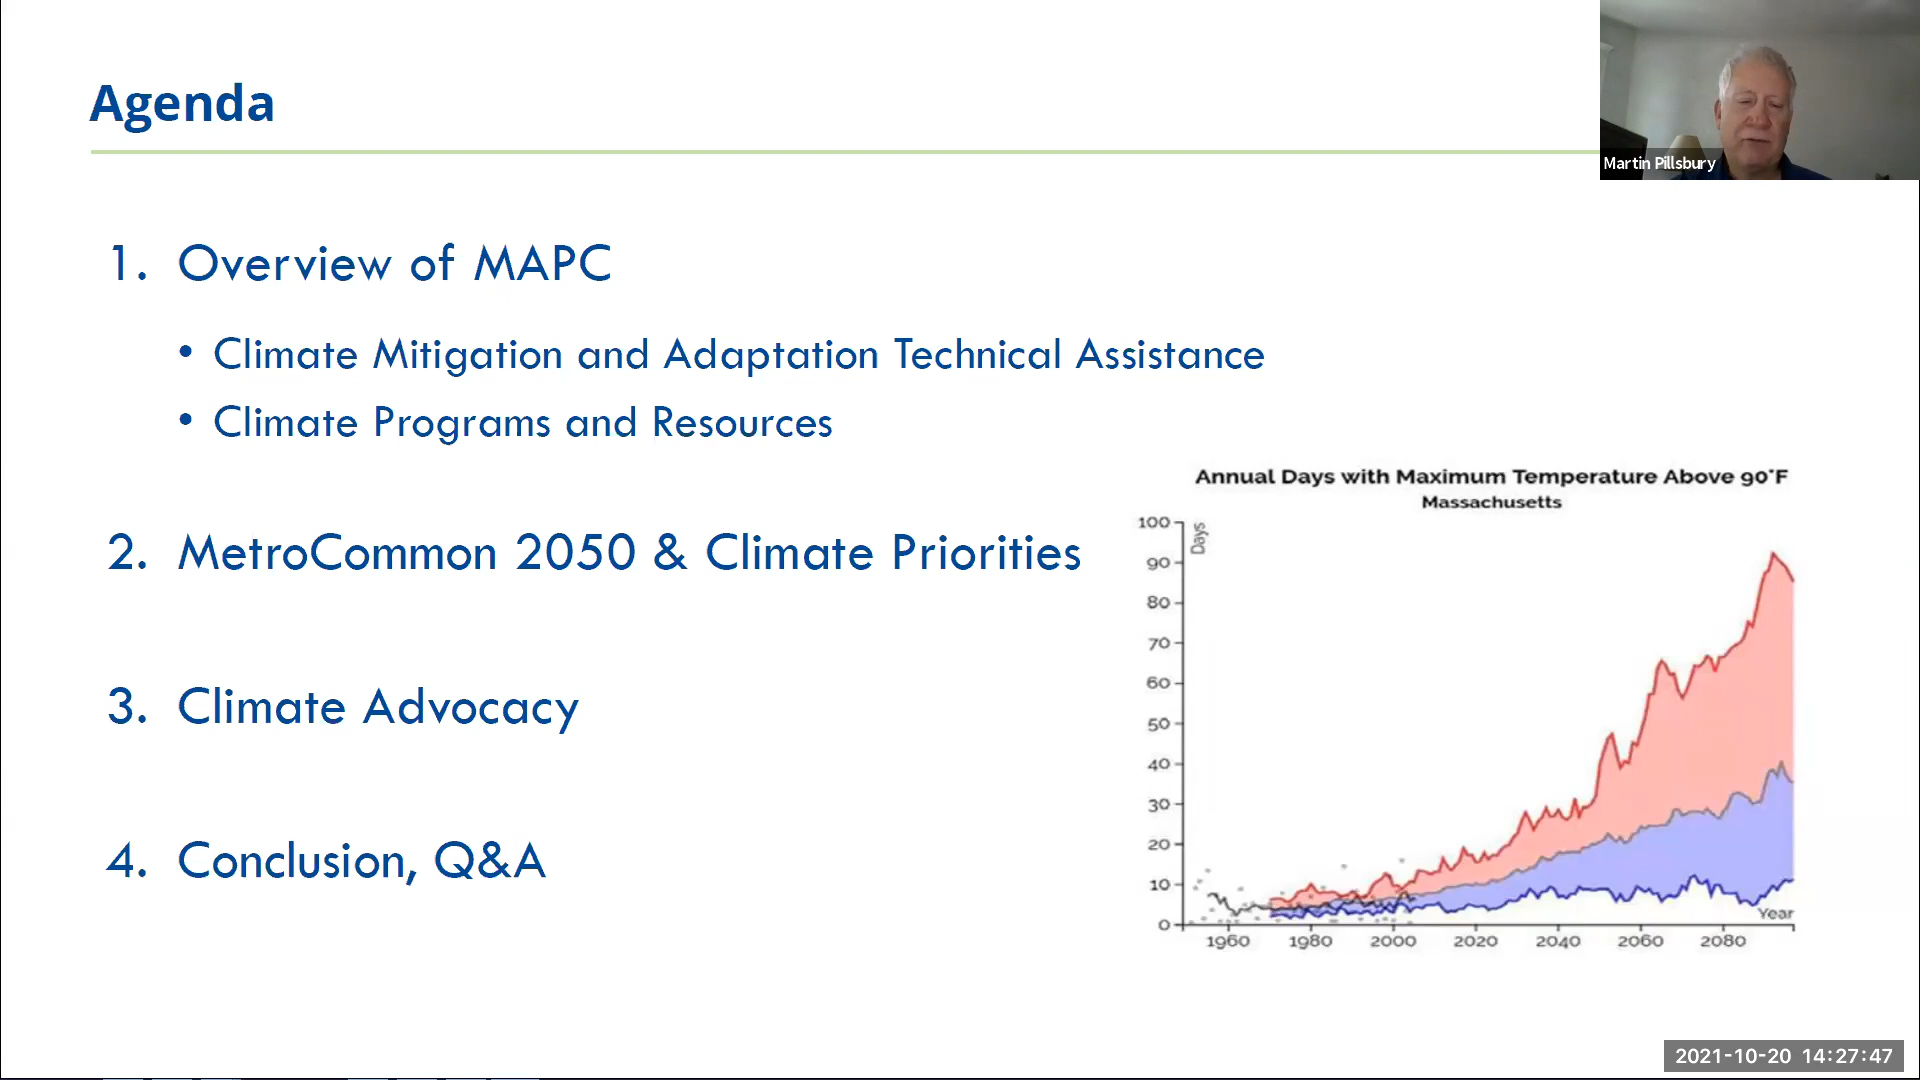 Agenda
Martin Pillsbury
1. Overview of MAPC
• Climate Mitigation and Adaptation Technical Assistance
• Climate Programs and Resources
2. MetroCommon 2050 & Climate Priorities
3. Climate Advocacy
4. Conclusion, Q&A
Annual Days with Maximum Temperature Above 90°F
Massachusetts
Days
100
90
80
70
60
50
40
30
20
10
0
Year
1960 1980 2000 2020 2040 2060 2080
2021-10-20 14:27:47